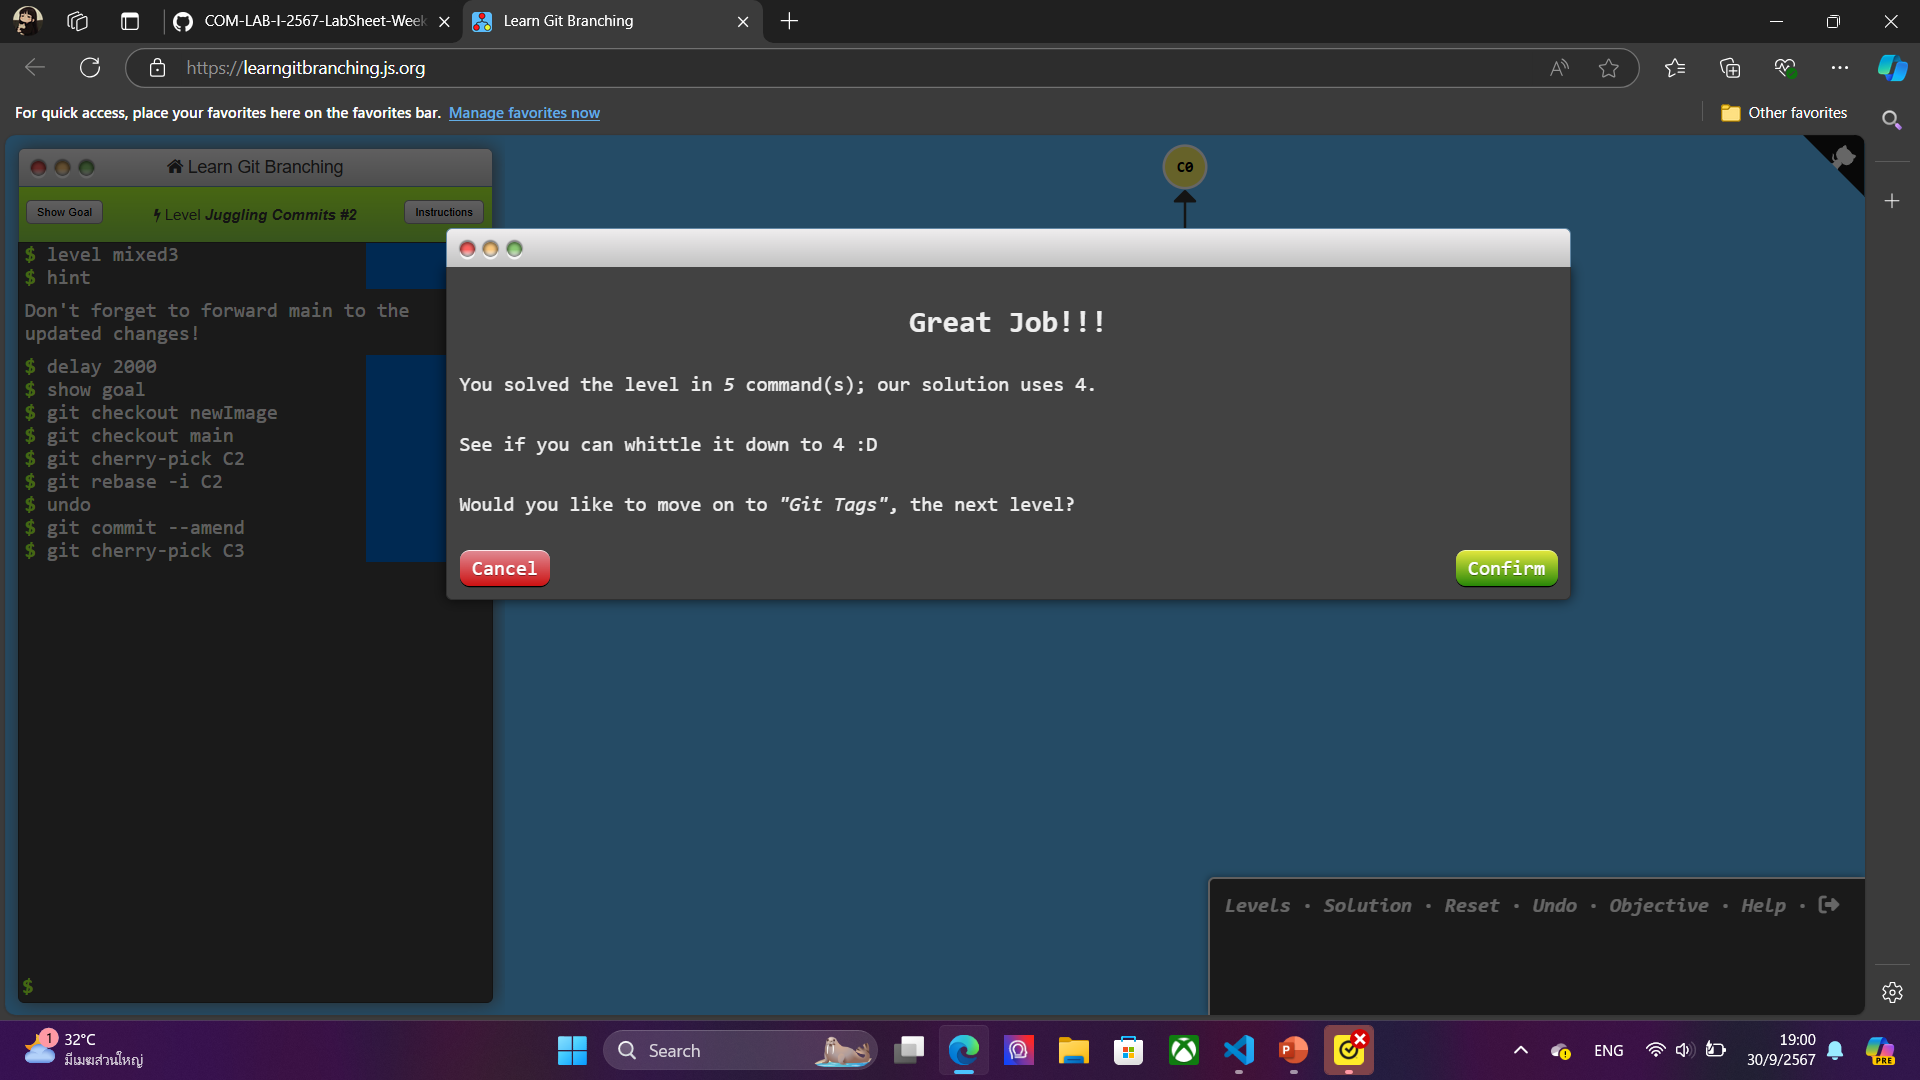 COM-LAB-I-2567-LabSheet-Week
Learn Git Branching
https://learngitbranching.js.org
For quick access, place your favorites here on the favorites bar. Manage favorites now
Other favorites
Learn Git Branching
Show Goal
Level Juggling Commits #2
Instructions
$ level mixed3
$ hint
Don't forget to forward main to the
updated changes!
$ delay 2000
$ show goal
$ git checkout newImage
$ git checkout main
$ git cherry-pick C2
$ git rebase -i C2
$ undo
$ git commit --amend
$ git cherry-pick C3
$
C0
Great Job!!!
You solved the level in 5 command(s); our solution uses 4.
See if you can whittle it down to 4 :D
Would you like to move on to "Git Tags", the next level?
Cancel
Confirm
Levels · Solution · Reset · Undo · Objective · Help ·
1
32°C
มีเมฆส่วนใหญ่
Search
P
ENG
19:00
30/9/2567
PRE